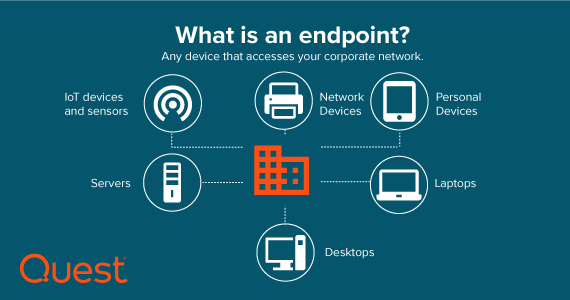 What is an endpoint?
Any device that accesses your corporate network.
IoT devices
and sensors
Network
Devices
Personal
Devices
Servers
Laptops
Desktops
Quest